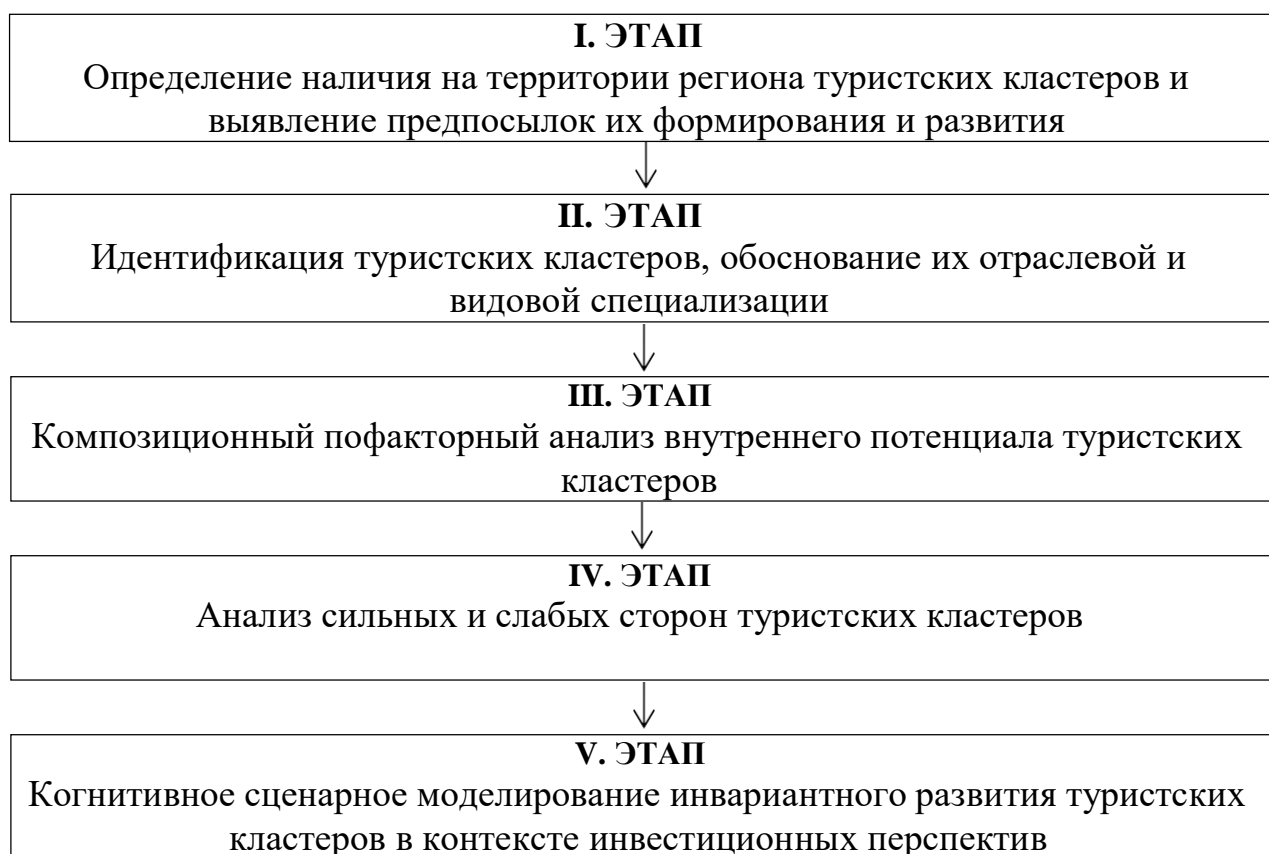 I. ЭТАП
Определение наличия на территории региона туристских кластеров и
выявление предпосылок их формирования и развития
II. ЭТАП
Идентификация туристских кластеров, обоснование их отраслевой и
видовой специализации
III. ЭТАП
Композиционный пофакторный анализ внутреннего потенциала туристских
кластеров
IV. ЭТАП
Анализ сильных и слабых сторон туристских кластеров
V. ЭТАП
Когнитивное сценарное моделирование инвариантного развития туристских
кластеров в контексте инвестиционных перспектив